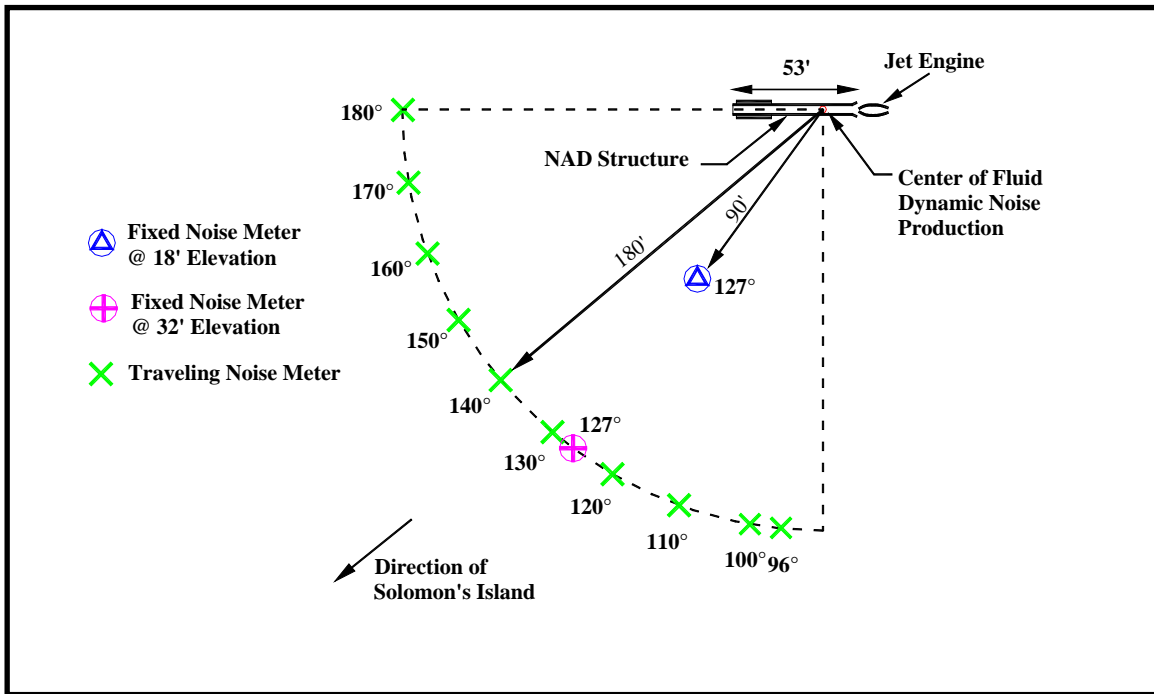 53'
Jet Engine
180°
NAD Structure
Center of Fluid
Dynamic Noise
Production
170°
90'
180'
Fixed Noise Meter
@ 18' Elevation
127°
160°
Fixed Noise Meter
@ 32' Elevation
150°
Traveling Noise Meter
140°
127°
130°
120°
110°
100°
96°
Direction of
Solomon's Island